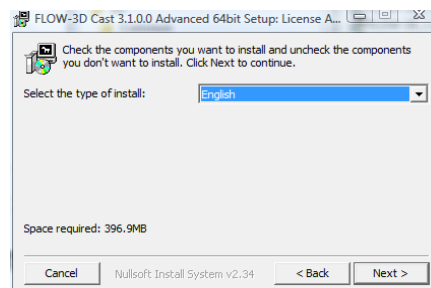 FLOW-3D Cast 3.1.0.0 Advanced 64bit Setup: License A...
Check the components you want to install and uncheck the components
you don't want to install. Click Next to continue.
Select the type of install:
English
Space required: 396.9MB
Cancel
Nullsoft Install System v2.34
< Back
Next >